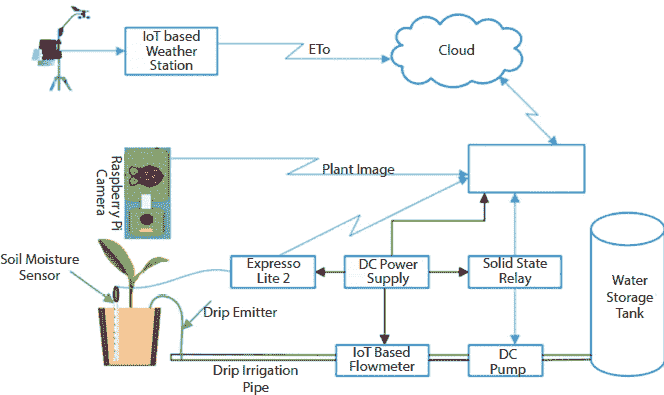 IoT based
Weather
Station
ETo
Cloud
Raspberry Pi
Camera
Plant Image
Soil Moisture
Sensor
Expresso
Lite 2
DC Power
Supply
Solid State
Relay
Water
Storage
Tank
Drip Emitter
Drip Irrigation
Pipe
IoT Based
Flowmeter
DC
Pump